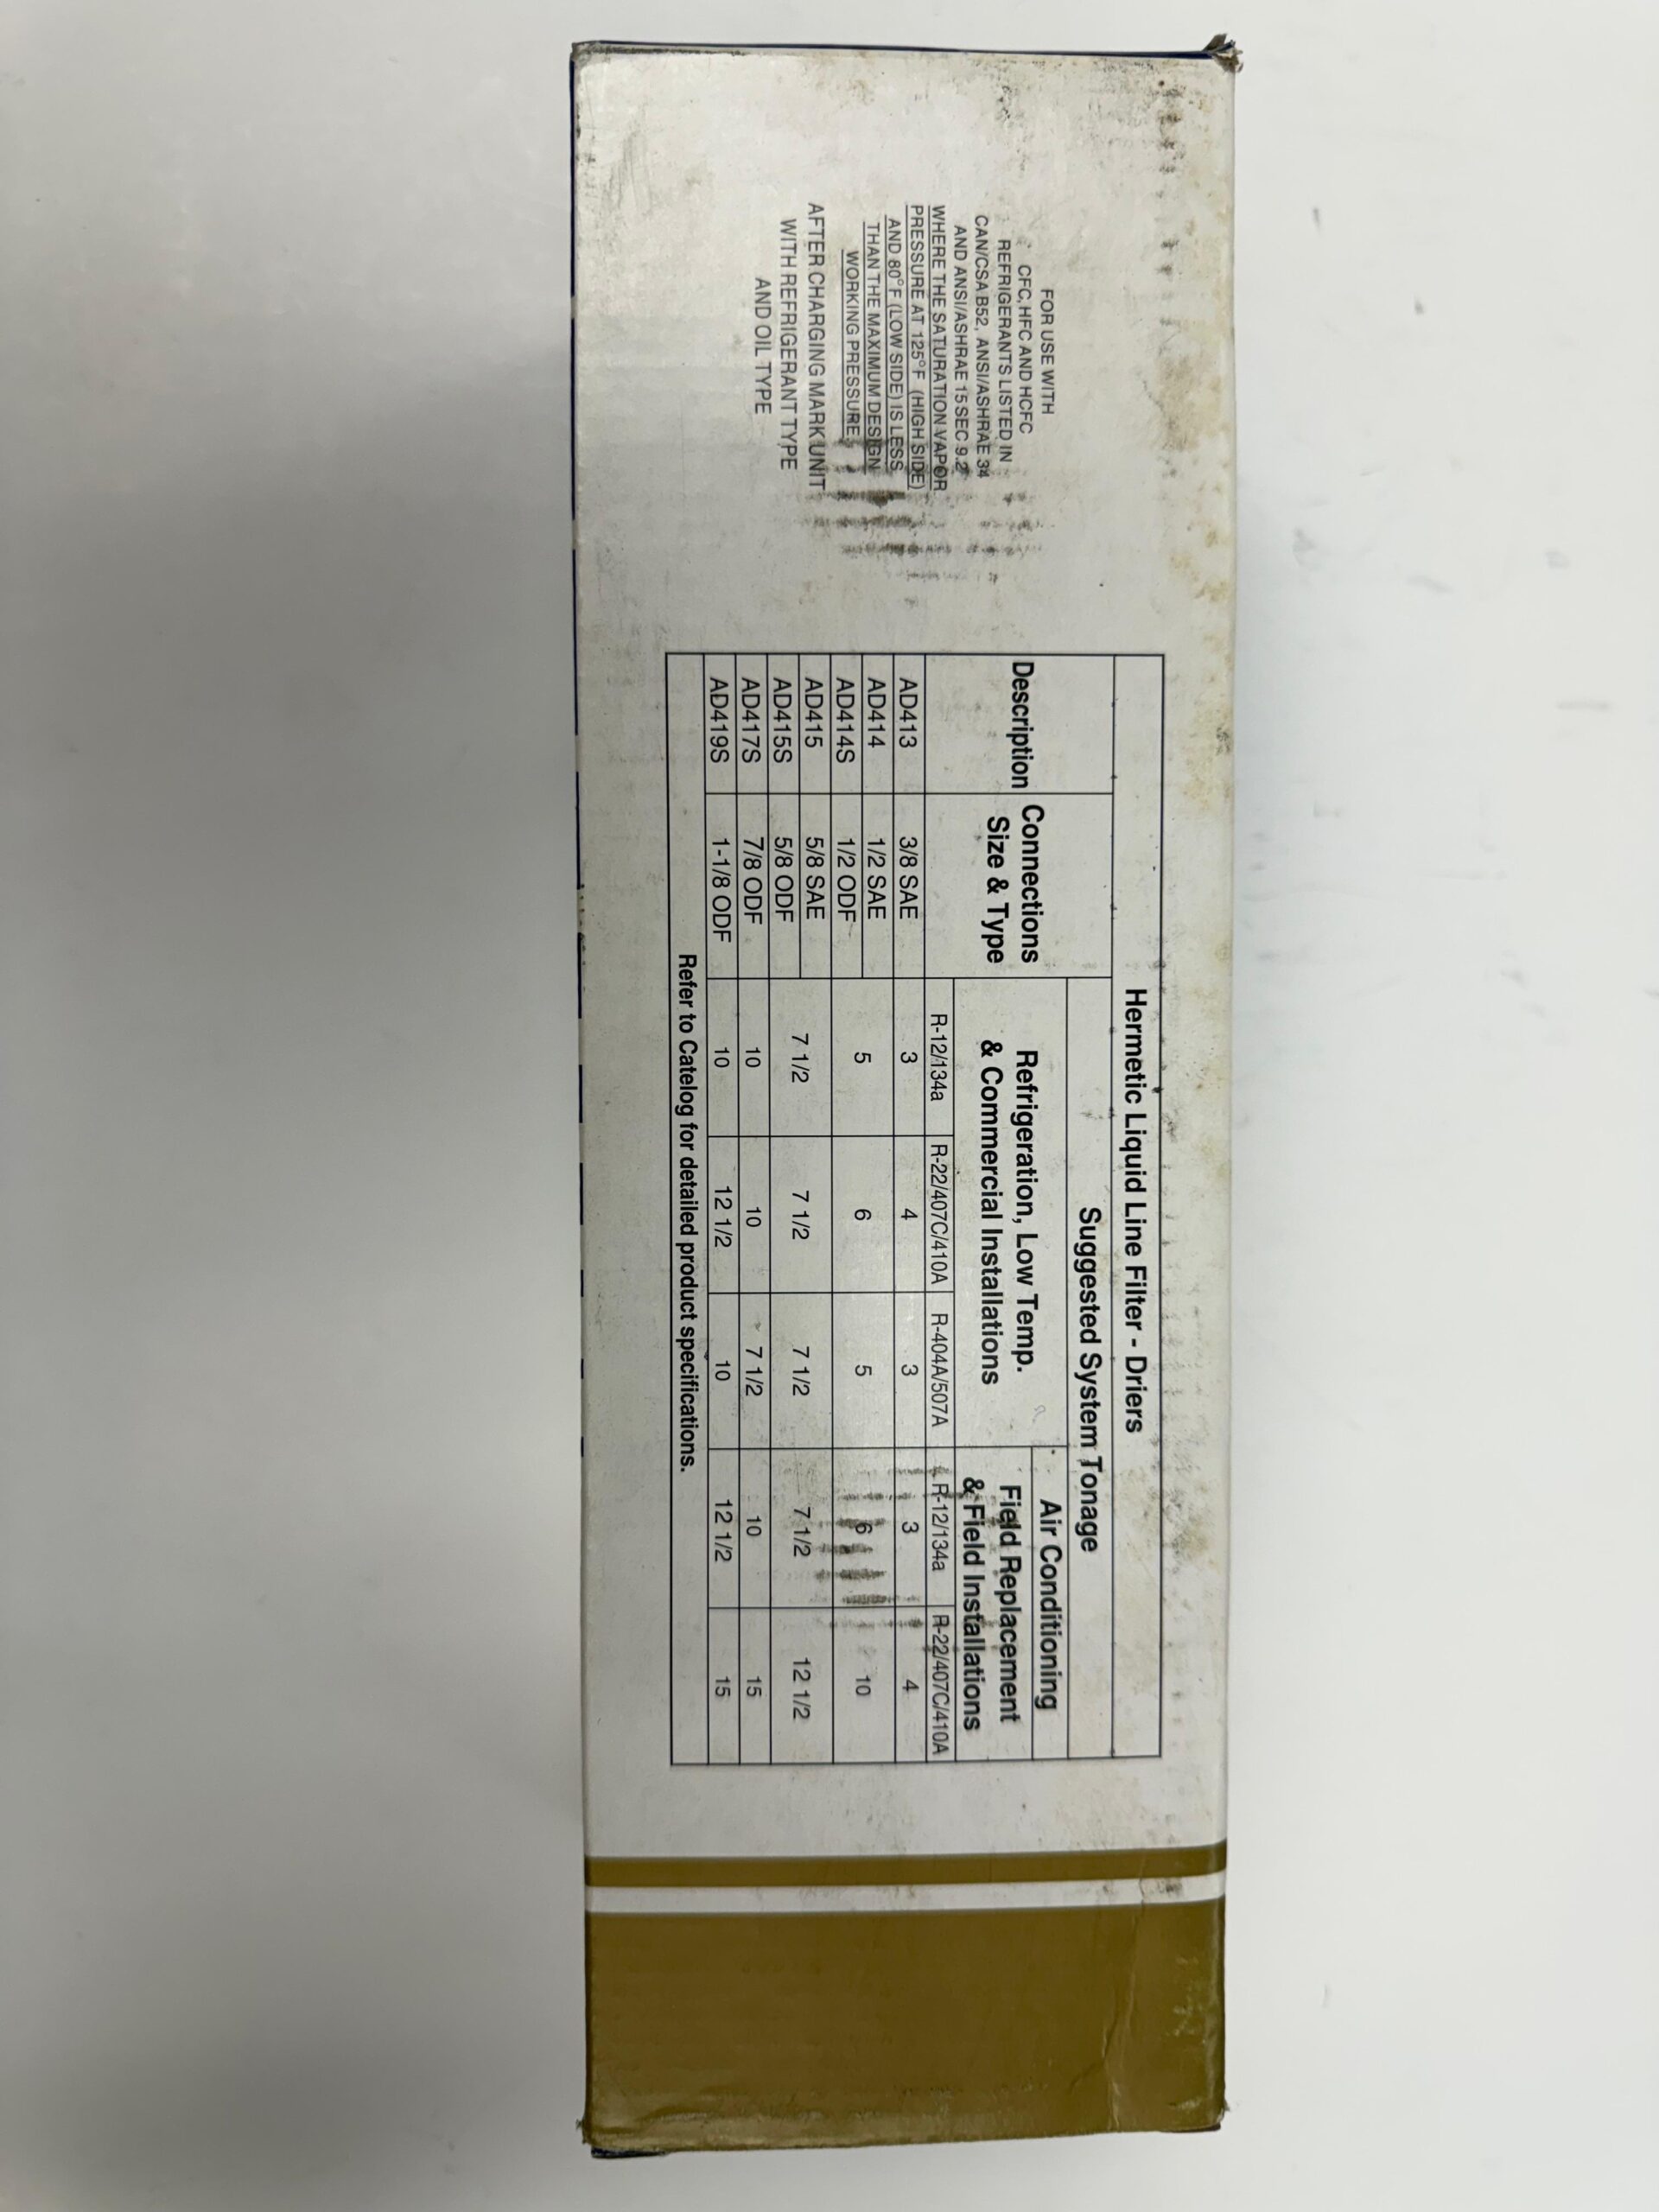 FOR USE WITH
CFC, HFC AND HCFC
REFRIGERANTS LISTED IN
CAN/CSA B52, ANSI/ASHRAE 34
AND ANSI/ASHRAE 15 SEC 9.2
WHERE THE SATURATION VAPOR
PRESSURE AT 125°F (HIGH SIDE)
AND 80°F (LOW SIDE) IS LESS
THAN THE MAXIMUM DESIGN
WORKING PRESSURE.
AFTER CHARGING MARK UNIT
WITH REFRIGERANT TYPE
AND OIL TYPE
Hermetic Liquid Line Filter - Driers
Suggested System Tonage
Description
Connections
Size & Type
Refrigeration, Low Temp.
& Commercial Installations
Air Conditioning
Field Replacement
& Field Installations
R-12/134a R-22/407C/410A R-404A/507A R-12/134a R-22/407C/410A
AD413 3/8 SAE 3 4 3 3 4
AD414 1/2 SAE
5 6 5 6 10
AD414S 1/2 ODF
AD415 5/8 SAE
7 1/2 7 1/2 7 1/2 7 1/2 12 1/2
AD415S 5/8 ODF
AD417S 7/8 ODF 10 10 7 1/2 10 15
AD419S 1-1/8 ODF 10 12 1/2 10 12 1/2 15
Refer to Catelog for detailed product specifications.